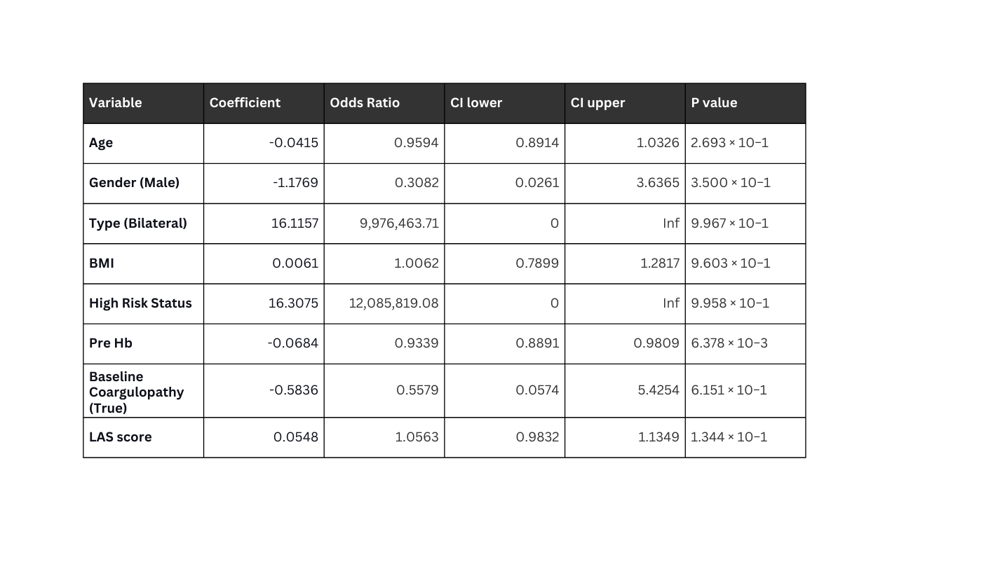 Variable Coefficient Odds Ratio CI lower CI upper P value
Age -0.0415 0.9594 0.8914 1.0326 2.693 × 10−1
Gender (Male) -1.1769 0.3082 0.0261 3.6365 3.500 × 10−1
Type (Bilateral) 16.1157 9,976,463.71 0 Inf 9.967 × 10−1
BMI 0.0061 1.0062 0.7899 1.2817 9.603 × 10−1
High Risk Status 16.3075 12,085,819.08 0 Inf 9.958 × 10−1
Pre Hb -0.0684 0.9339 0.8891 0.9809 6.378 × 10−3
Baseline
Coargulopathy -0.5836 0.5579 0.0574 5.4254 6.151 × 10−1
(True)
LAS score 0.0548 1.0563 0.9832 1.1349 1.344 × 10−1